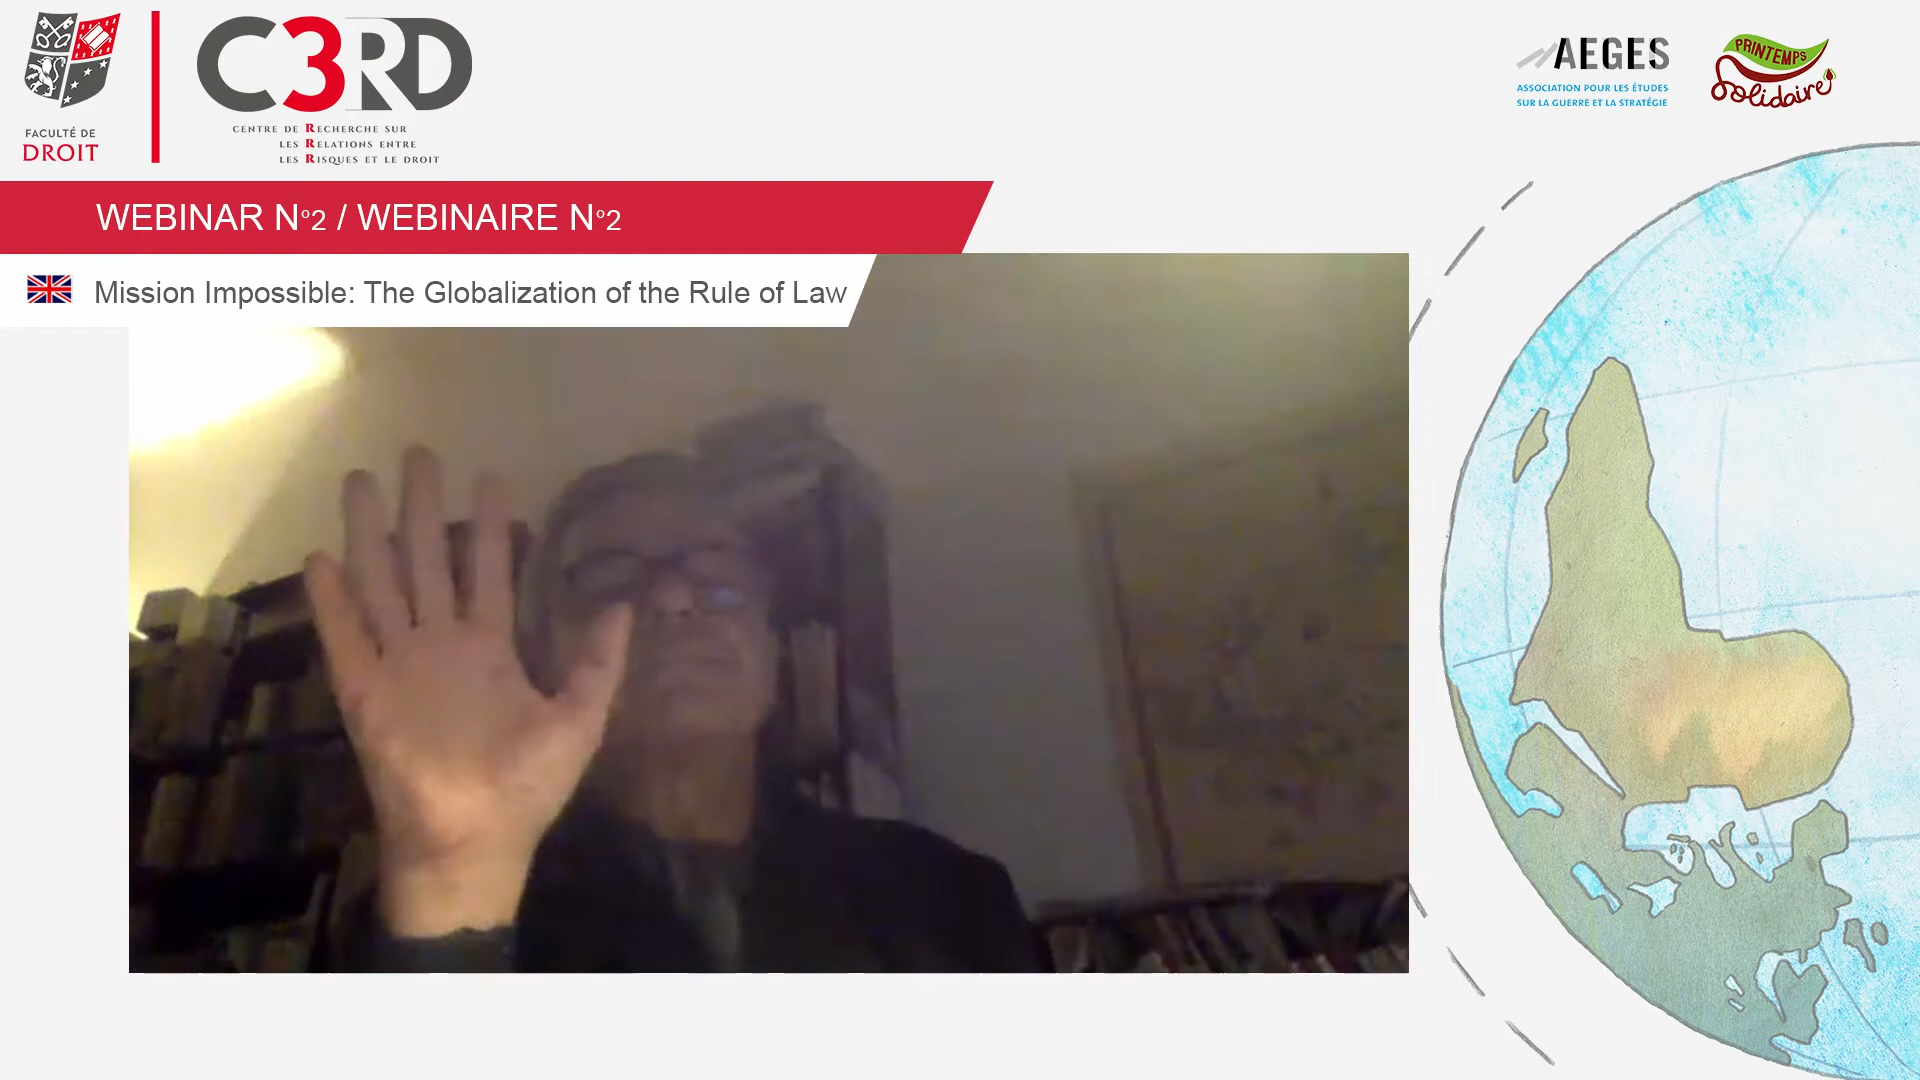 FACULTÉ DE
DROIT
C3RD
CENTRE DE RECHERCHE SUR
LES RELATIONS ENTRE
LES RISQUES ET LE DROIT
AEGES
ASSOCIATION POUR LES ÉTUDES
SUR LA GUERRE ET LA STRATÉGIE
PRINTEMPS
Solidaire
WEBINAR N°2 / WEBINAIRE N°2
Mission Impossible: The Globalization of the Rule of Law